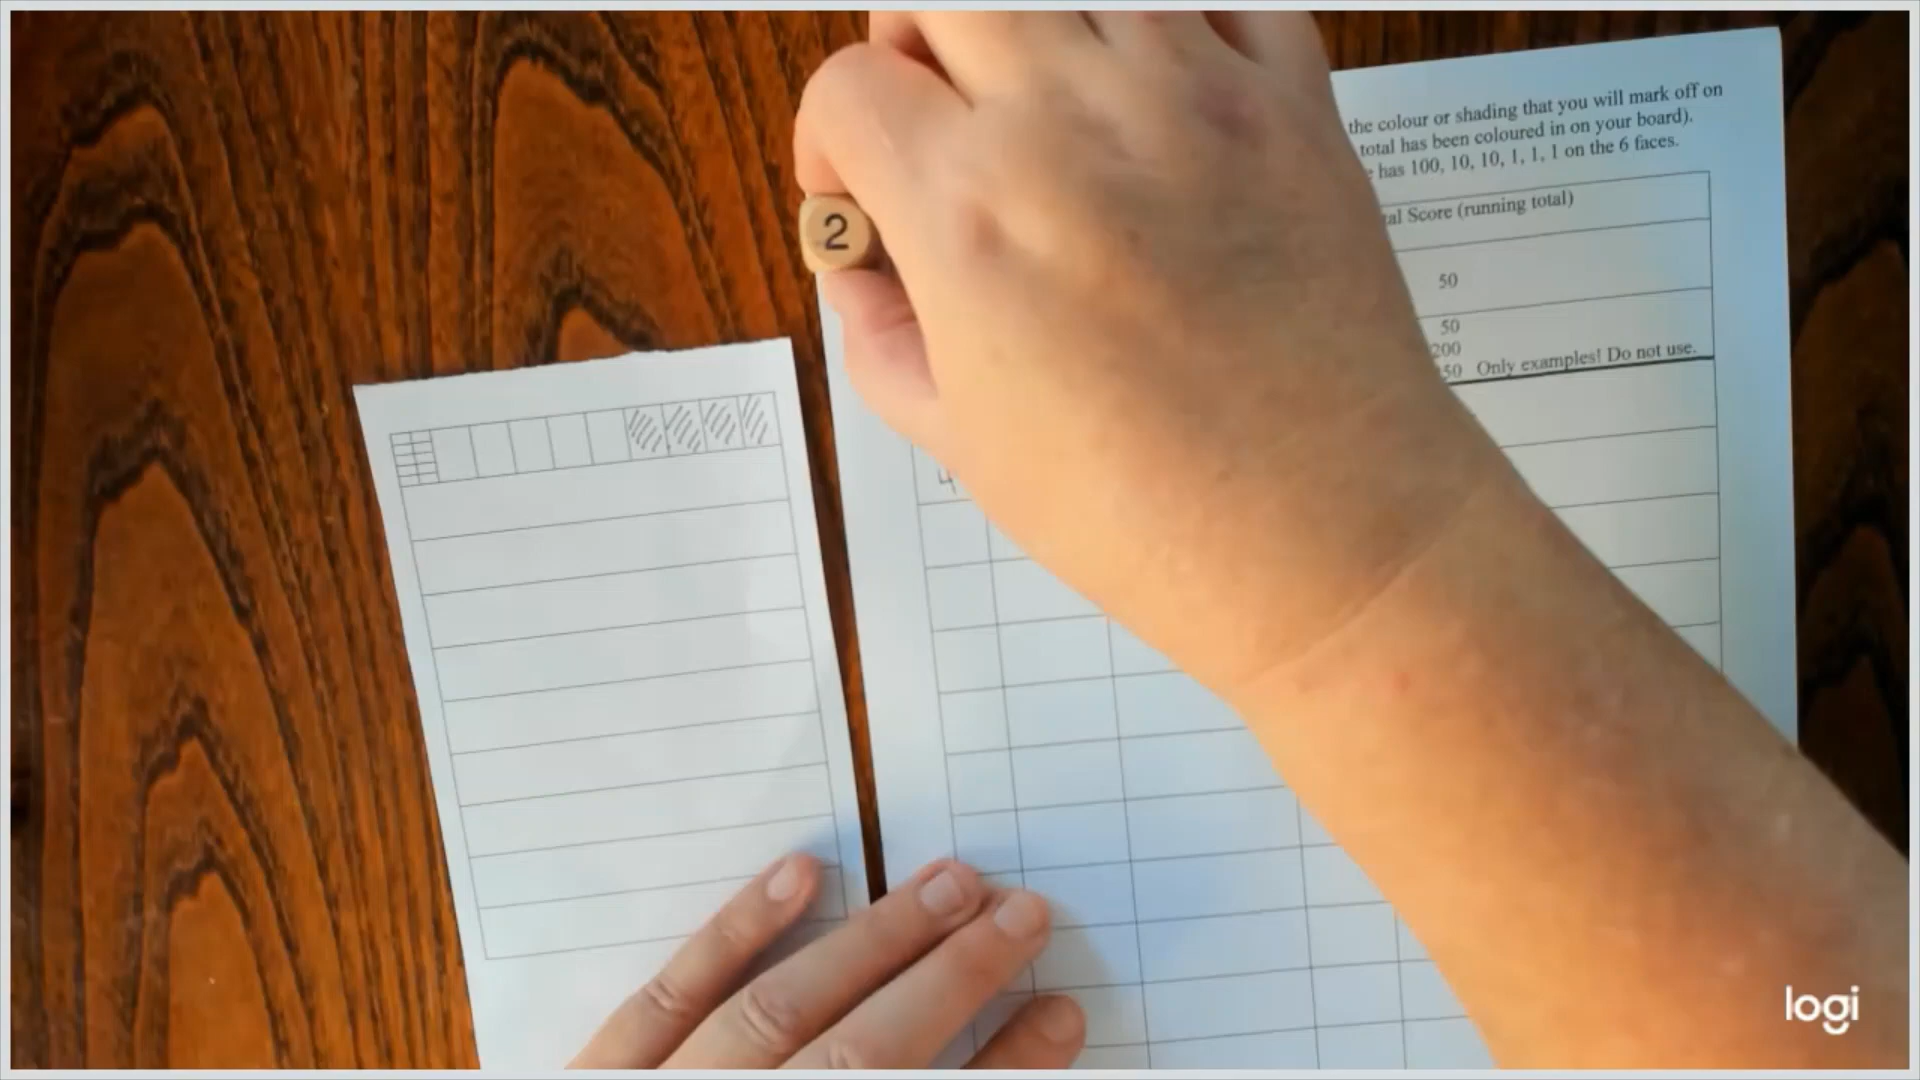 2
the colour or shading that you will mark off on
total has been coloured in on your board).
has 100, 10, 10, 1, 1, 1 on the 6 faces.
Score (running total)
50
50
200
50 Only examples! Do not use.
4
logi